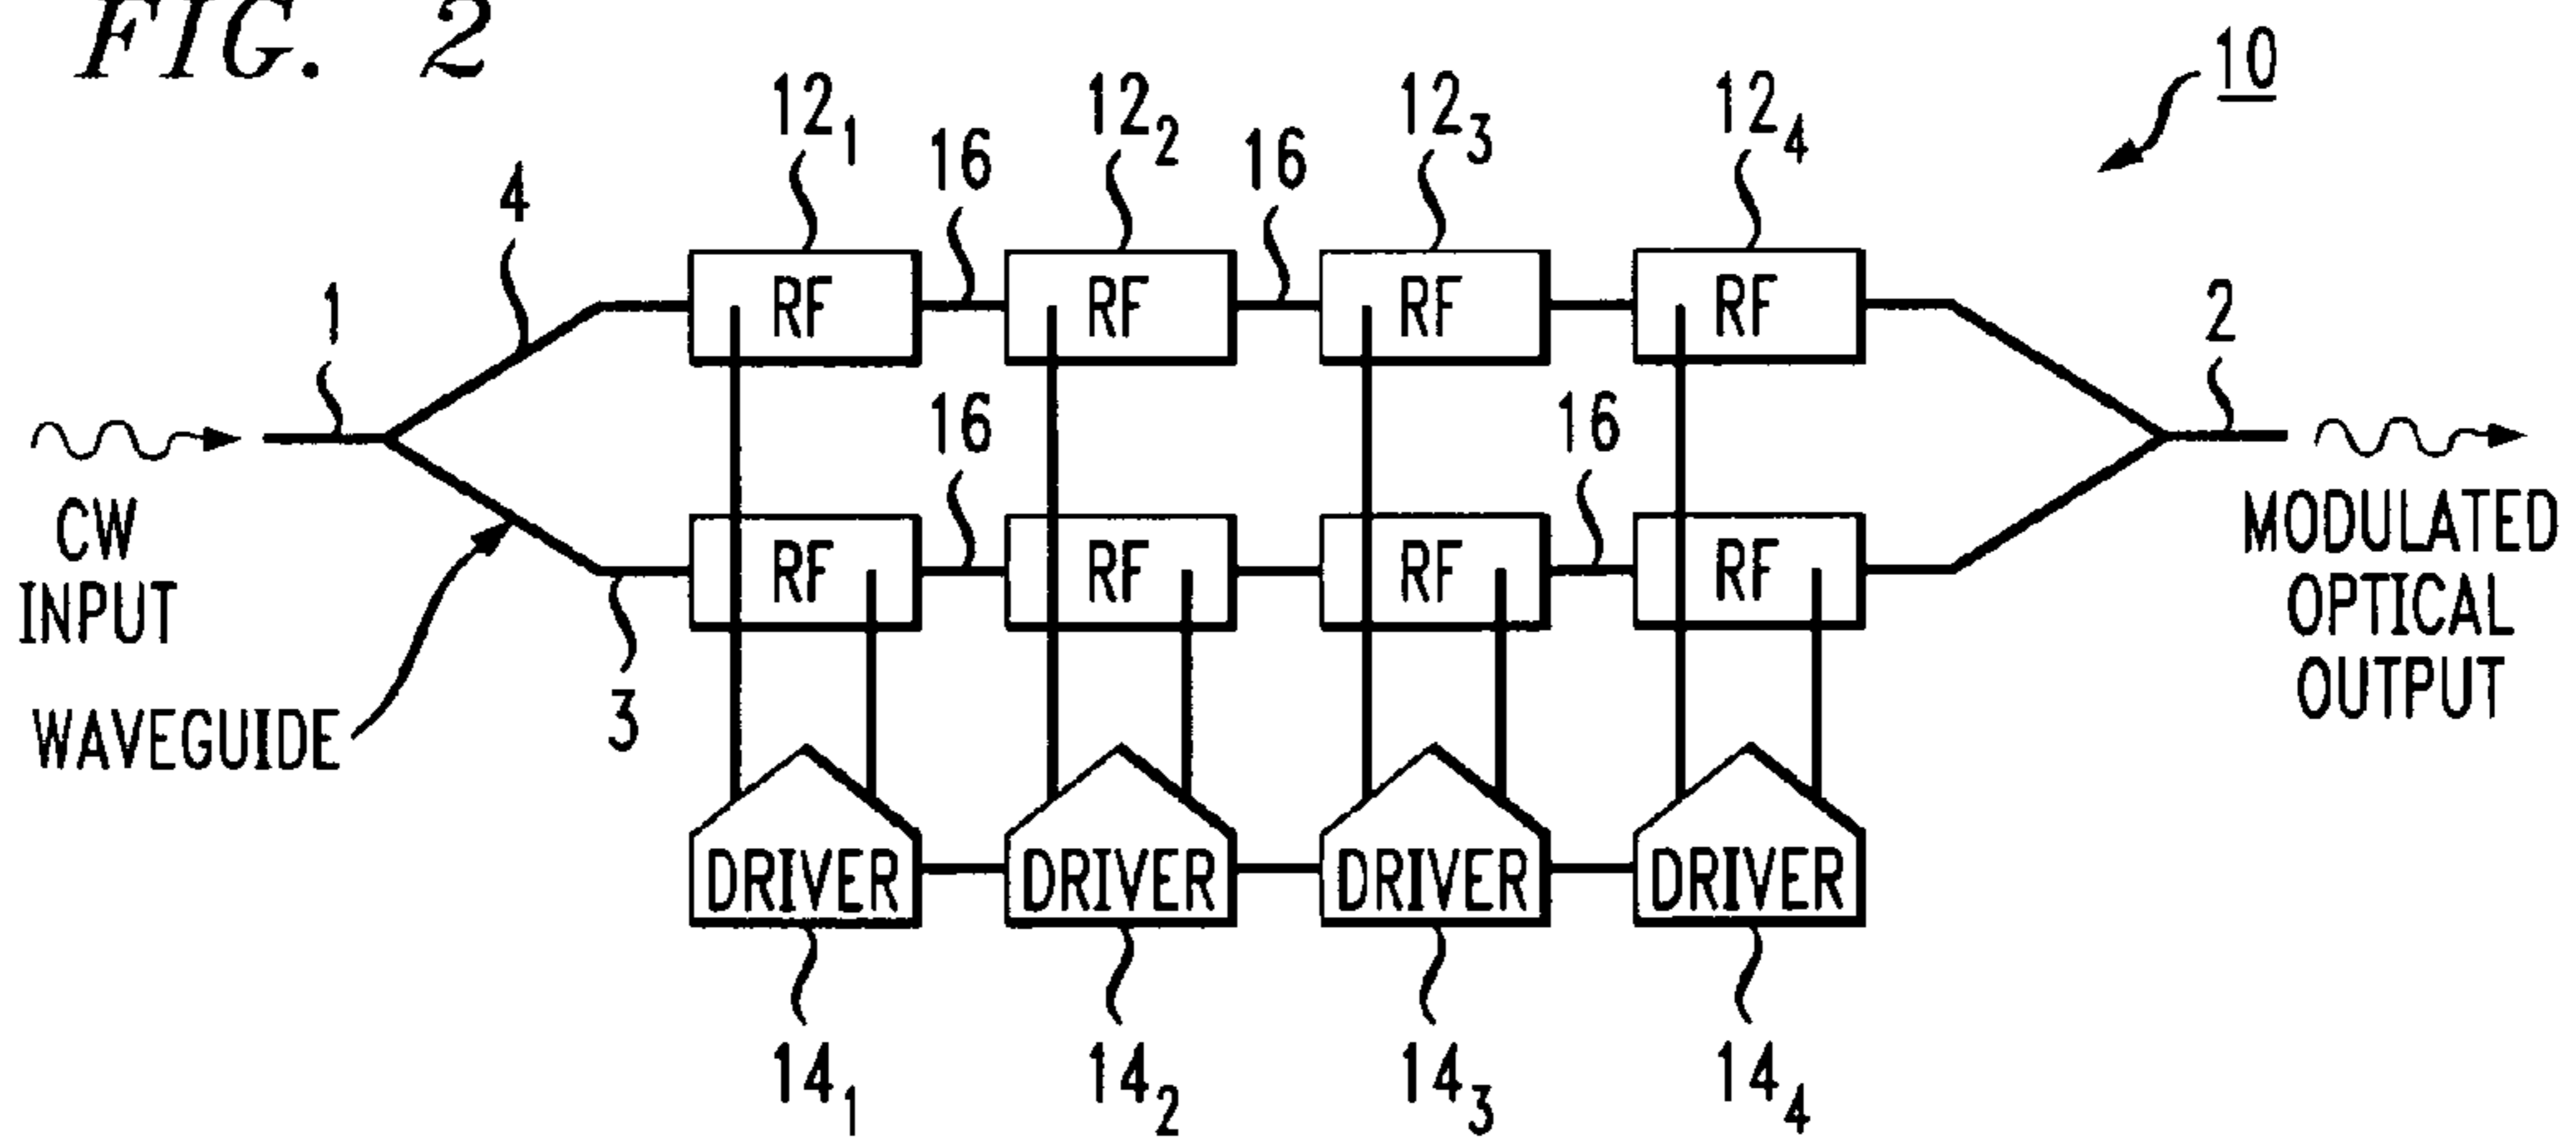 FIG. 2
10
12₁
12₂
12₃
12₄
16
16
4
RF
RF
RF
RF
1
2
CW
INPUT
16
16
RF
RF
RF
RF
MODULATED
OPTICAL
OUTPUT
WAVEGUIDE
3
DRIVER
DRIVER
DRIVER
DRIVER
14₁
14₂
14₃
14₄